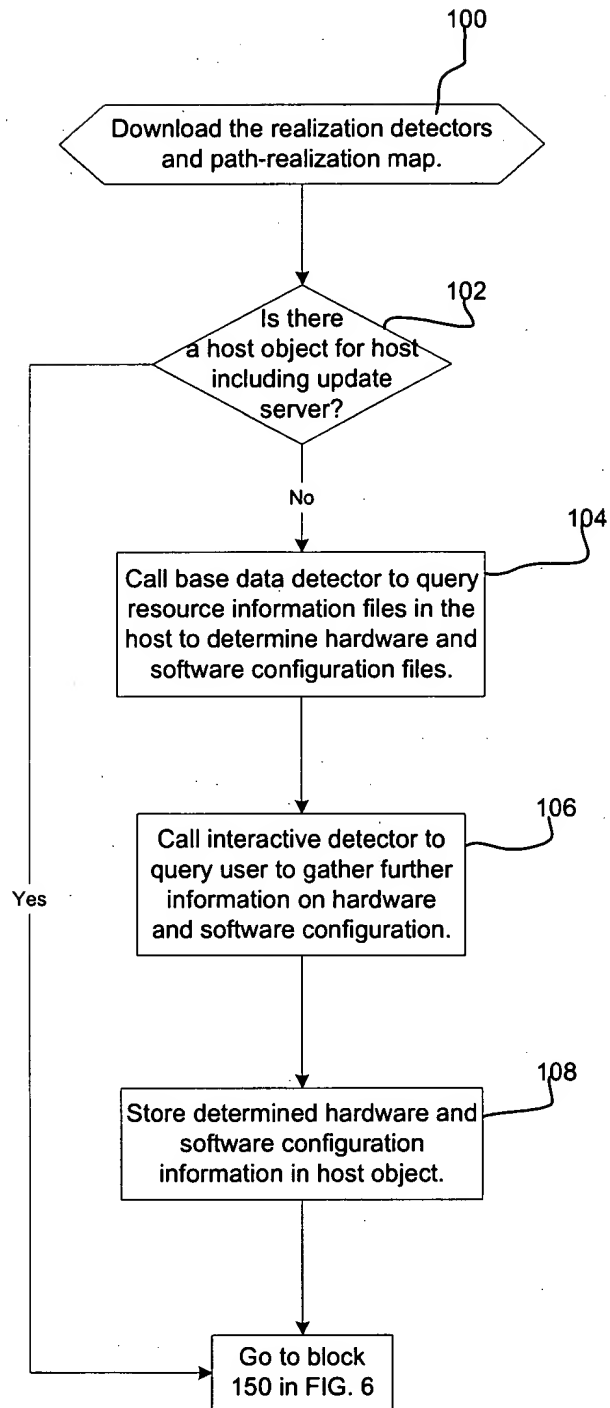 100
Download the realization detectors
and path-realization map.
102
Is there
a host object for host
including update
server?
No
104
Call base data detector to query
resource information files in the
host to determine hardware and
software configuration files.
106
Call interactive detector to
query user to gather further
information on hardware
and software configuration.
Yes
108
Store determined hardware and
software configuration
information in host object.
Go to block
150 in FIG. 6